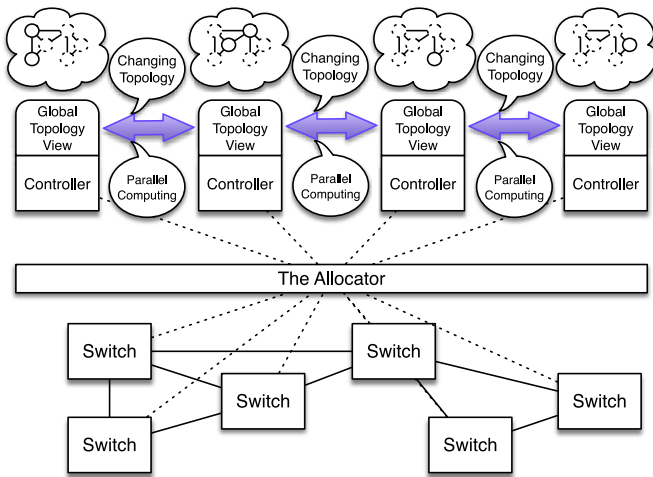 Changing
Topology
Changing
Topology
Changing
Topology
Global
Topology
View
Global
Topology
View
Global
Topology
View
Global
Topology
View
Controller
Parallel
Computing
Controller
Parallel
Computing
Controller
Parallel
Computing
Controller
The Allocator
Switch
Switch
Switch
Switch
Switch
Switch